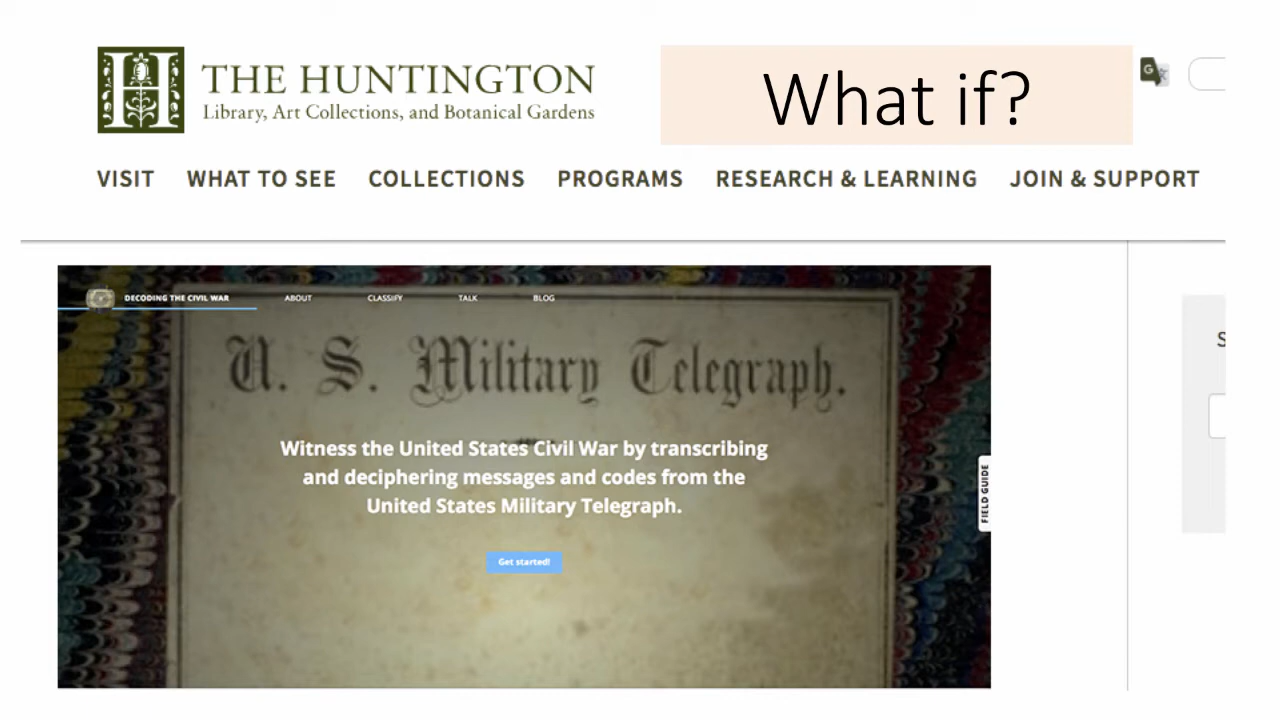 THE HUNTINGTON
Library, Art Collections, and Botanical Gardens
What if?
G
VISIT WHAT TO SEE COLLECTIONS PROGRAMS RESEARCH & LEARNING JOIN & SUPPORT
DECODING THE CIVIL WAR ABOUT CLASSIFY TALK BLOG
U. S. Military Telegraph.
Witness the United States Civil War by transcribing
and deciphering messages and codes from the
United States Military Telegraph.
Get started!
FIELD GUIDE
S